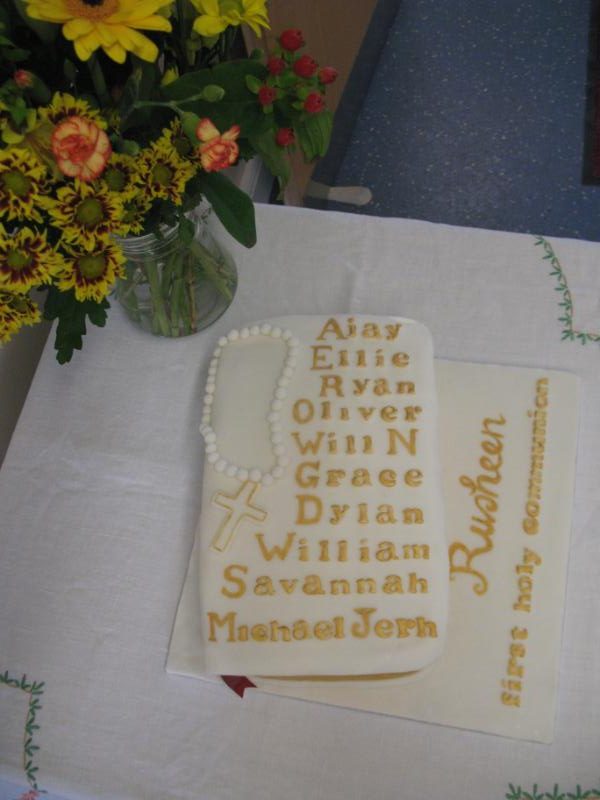 Ajay
Ellie
Ryan
Oliver
Will N
Grace
Dylan
William
Savannah
Michael Jerh
Rusheen
first holy communion